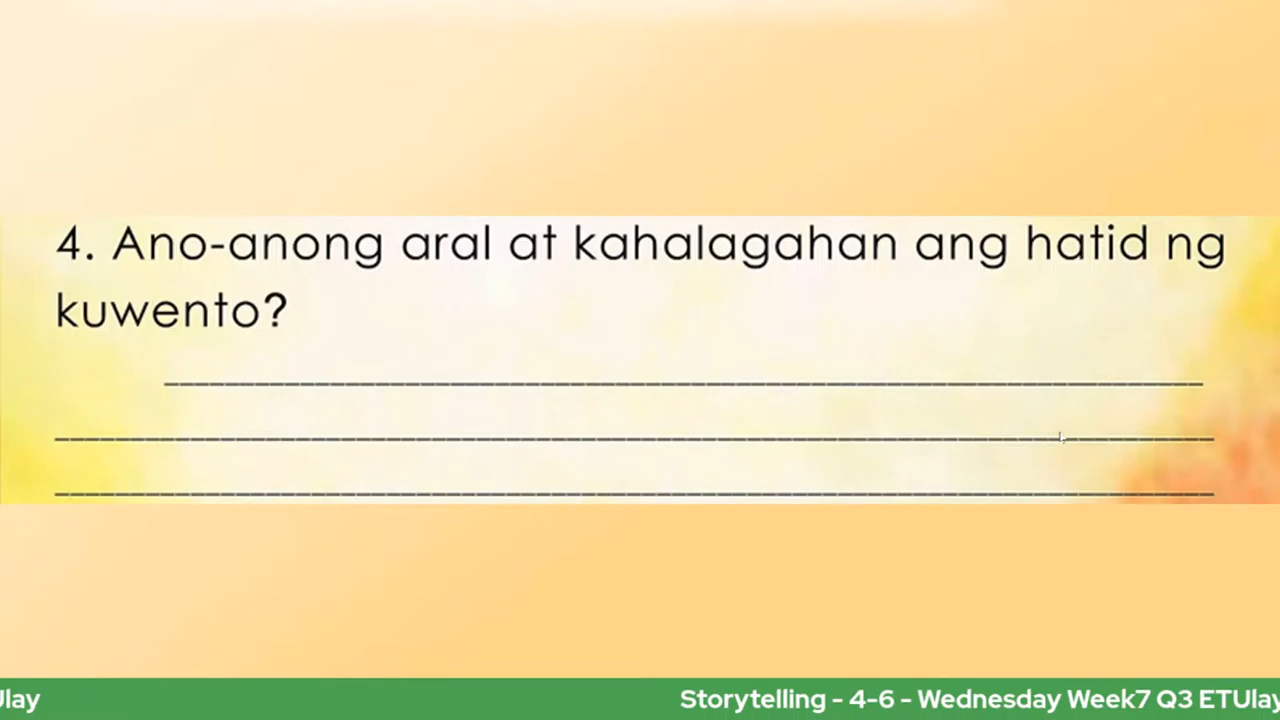 4. Ano-anong aral at kahalagahan ang hatid ng
kuwento?
Storytelling - 4-6 - Wednesday Week7 Q3 ETUlay